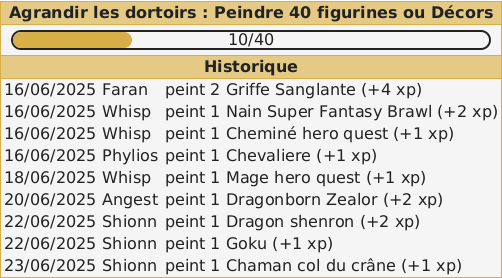 Agrandir les dortoirs : Peindre 40 figurines ou Décors
10/40
Historique
16/06/2025 Faran peint 2 Griffe Sanglante (+4 xp)
16/06/2025 Whisp peint 1 Nain Super Fantasy Brawl (+2 xp)
16/06/2025 Whisp peint 1 Cheminé hero quest (+1 xp)
16/06/2025 Phylios peint 1 Chevaliere (+1 xp)
18/06/2025 Whisp peint 1 Mage hero quest (+1 xp)
20/06/2025 Angest peint 1 Dragonborn Zealor (+2 xp)
22/06/2025 Shionn peint 1 Dragon shenron (+2 xp)
22/06/2025 Shionn peint 1 Goku (+1 xp)
23/06/2025 Shionn peint 1 Chaman col du crâne (+1 xp)